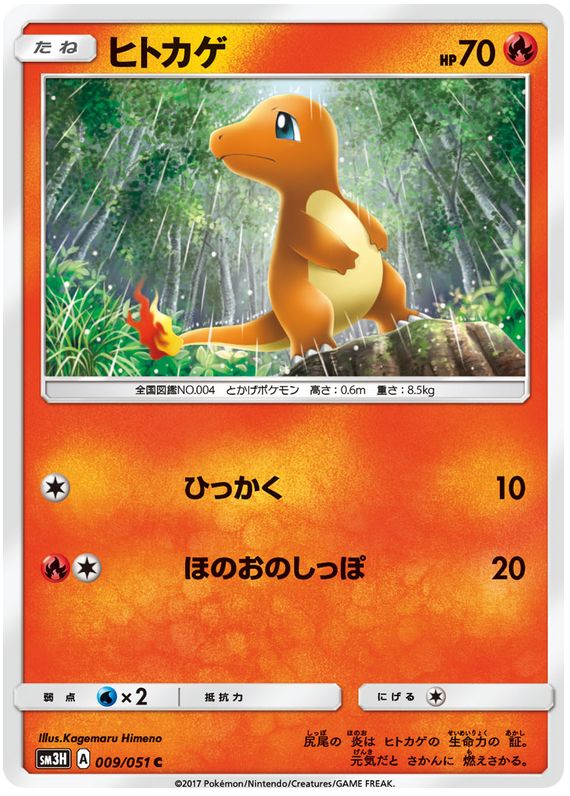 たね ヒトカゲ HP 70
全国図鑑NO.004 とかげポケモン 高さ:0.6m 重さ:8.5kg
ひっかく 10
ほのおのしっぽ 20
弱点 ×2 抵抗力 にげる
Illus.Kagemaru Himeno
SM3H A 009/051 C
尻尾の 炎は ヒトカゲの 生命力の 証。
元気だと さかんに 燃えさかる。
©2017 Pokémon/Nintendo/Creatures/GAME FREAK.